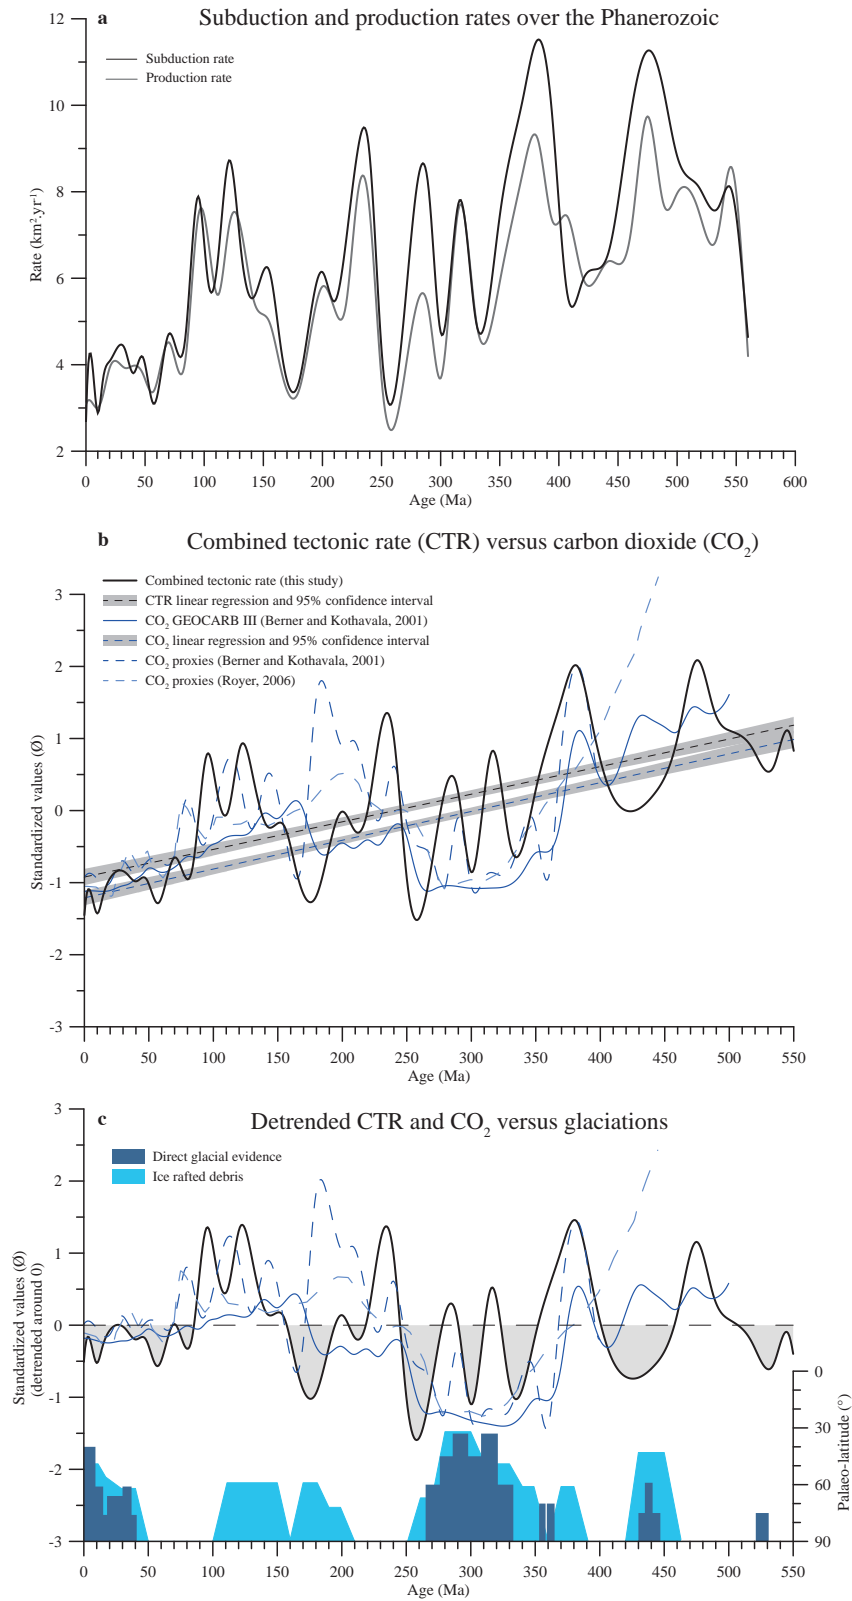 a Subduction and production rates over the Phanerozoic
12
10
8
6
4
2
Rate (km².yr⁻¹)
Subduction rate
Production rate
0 50 100 150 200 250 300 350 400 450 500 550 600
Age (Ma)
b Combined tectonic rate (CTR) versus carbon dioxide (CO₂)
3
2
1
0
-1
-2
-3
Standardized values (Ø)
Combined tectonic rate (this study)
CTR linear regression and 95% confidence interval
CO₂ GEOCARB III (Berner and Kothavala, 2001)
CO₂ linear regression and 95% confidence interval
CO₂ proxies (Berner and Kothavala, 2001)
CO₂ proxies (Royer, 2006)
0 50 100 150 200 250 300 350 400 450 500 550
Age (Ma)
c Detrended CTR and CO₂ versus glaciations
3
2
1
0
-1
-2
-3
Standardized values (Ø)
(detrended around 0)
Direct glacial evidence
Ice rafted debris
0
30
60
90
Palaeo-latitude (°)
0 50 100 150 200 250 300 350 400 450 500 550
Age (Ma)